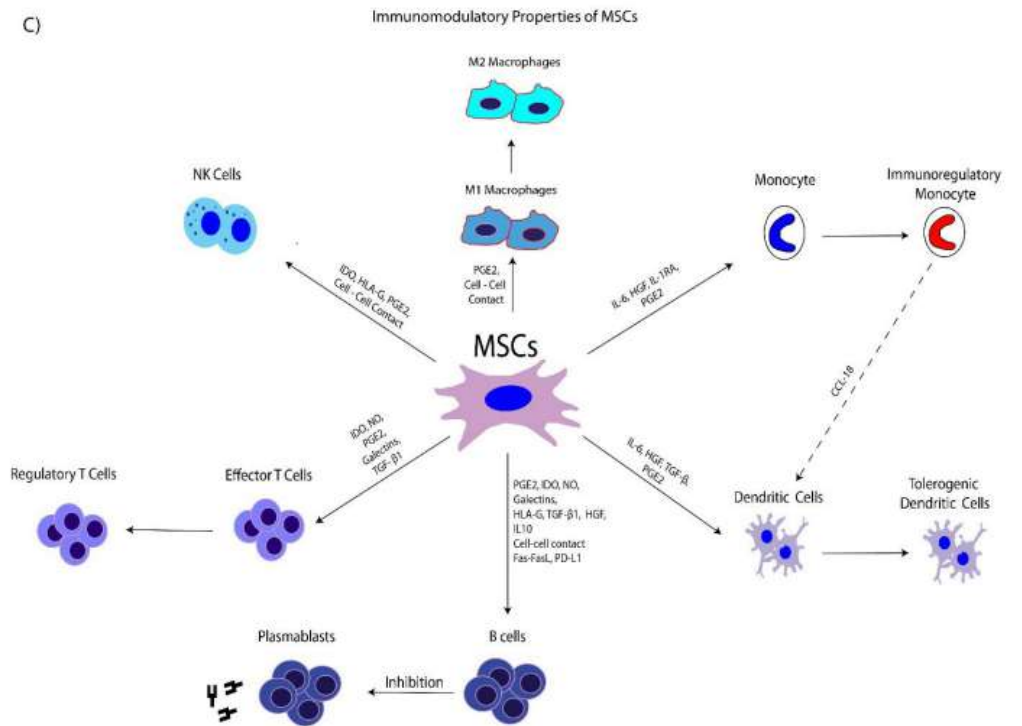 C)
Immunomodulatory Properties of MSCs
M2 Macrophages
NK Cells
M1 Macrophages
Monocyte
Immunoregulatory
Monocyte
PGE2,
Cell - Cell
Contact
IDO, HLA-G, PGE2,
Cell - Cell Contact
IL-6, HGF, IL-1RA,
PGE2
MSCs
CCL-18
IDO, NO,
PGE2,
Galectins,
TGF- β1
IL-6, HGF, TGF-β,
PGE2
Regulatory T Cells
Effector T Cells
PGE2, IDO, NO,
Galectins,
HLA-G, TGF-β1, HGF,
IL10
Cell-cell contact
Fas-FasL, PD-L1
Dendritic Cells
Tolerogenic
Dendritic Cells
Plasmablasts
B cells
Inhibition